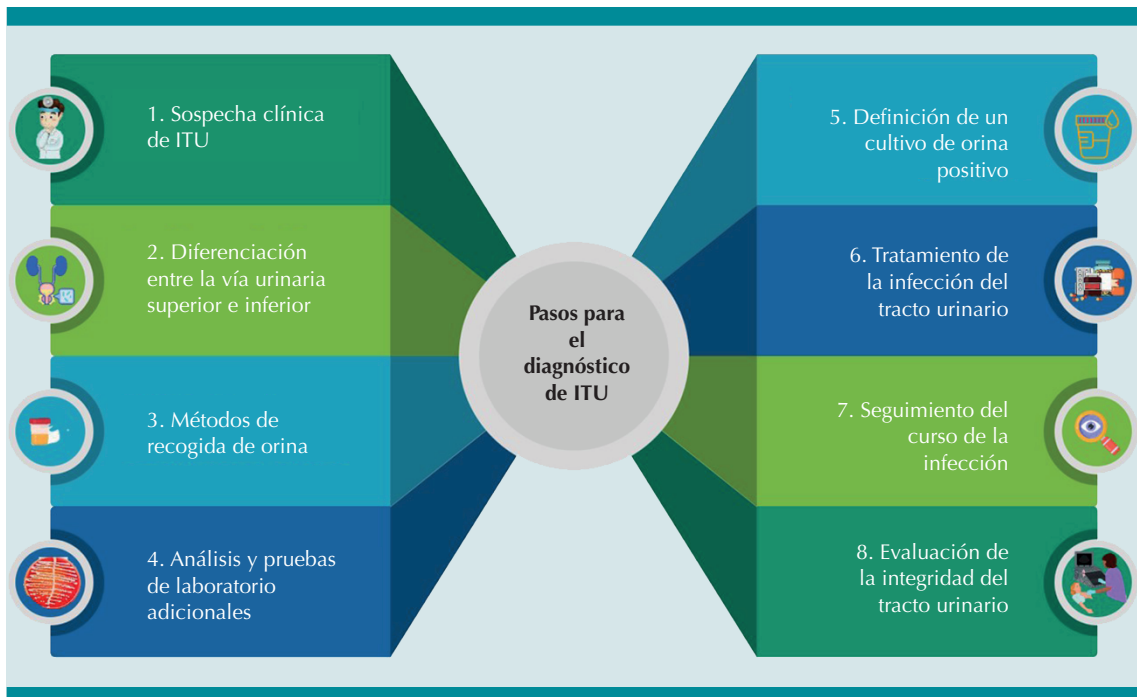 1. Sospecha clínica
de ITU
2. Diferenciación
entre la vía urinaria
superior e inferior
3. Métodos de
recogida de orina
4. Análisis y pruebas
de laboratorio
adicionales
Pasos para
el
diagnóstico
de ITU
5. Definición de un
cultivo de orina
positivo
6. Tratamiento de
la infección del
tracto urinario
7. Seguimiento del
curso de la
infección
8. Evaluación de
la integridad del
tracto urinario